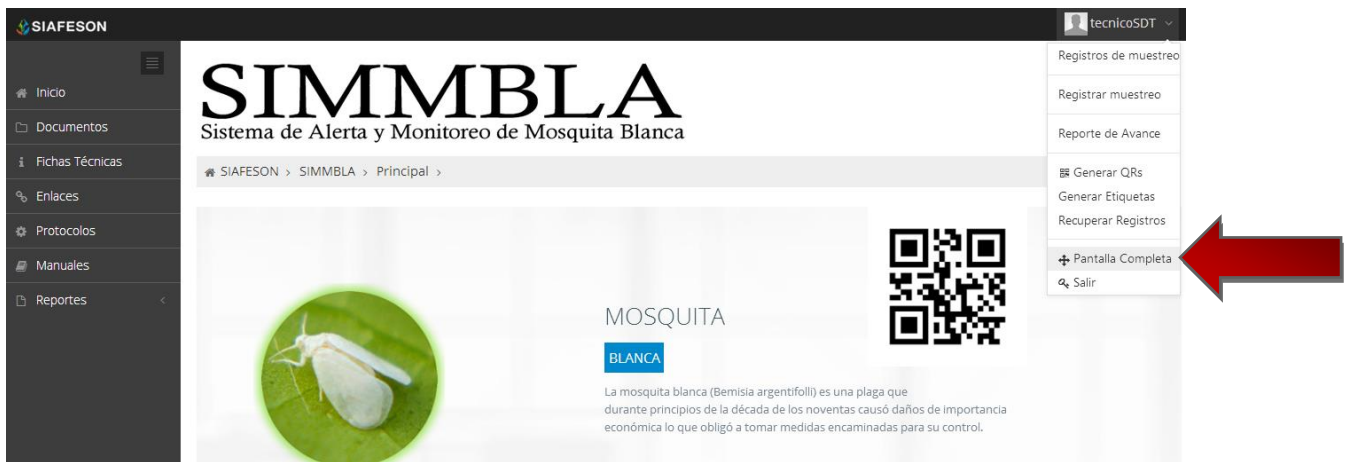 SIAFESON
tecnicoSDT
Inicio
Documentos
Fichas Técnicas
Enlaces
Protocolos
Manuales
Reportes
SIMMBLA
Sistema de Alerta y Monitoreo de Mosquita Blanca
SIAFESON > SIMMBLA > Principal >
Registros de muestreo
Registrar muestreo
Reporte de Avance
Generar QRs
Generar Etiquetas
Recuperar Registros
Pantalla Completa
Salir
MOSQUITA
BLANCA
La mosquita blanca (Bemisia argentifolli) es una plaga que
durante principios de la década de los noventas causó daños de importancia
económica lo que obligó a tomar medidas encaminadas para su control.